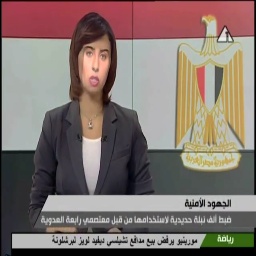 الجهود الأمنية
ضبط ألف نبلة حديدية لاستخدامها من قبل معتصمي رابعة العدوية
رياضة
مورينيو يرفض بيع مدافع تشيلسي ديفيد لويز لبرشلونة